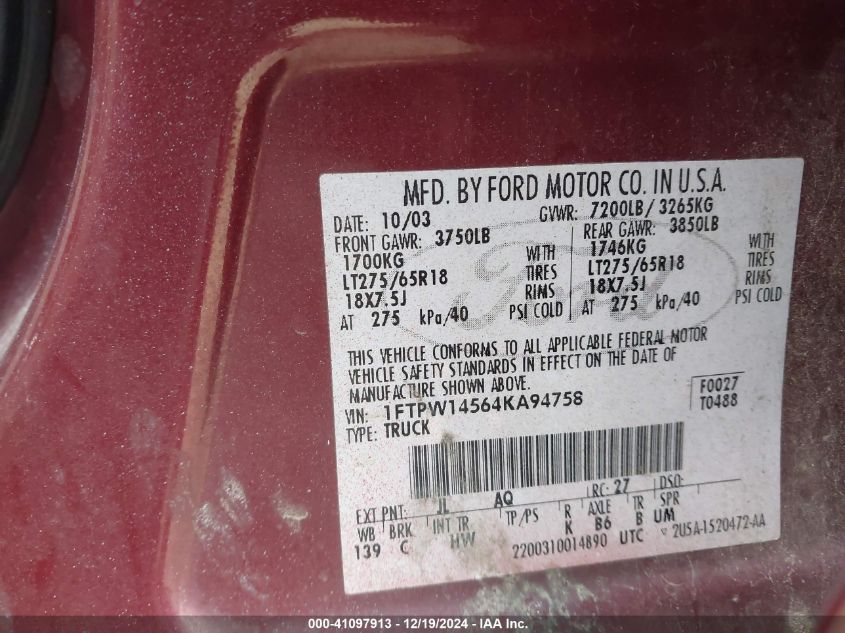 MFD. BY FORD MOTOR CO. IN U.S.A.
DATE: 10/03 GVWR: 7200LB/ 3265KG
FRONT GAWR: 3750LB REAR GAWR: 3850LB
1700KG WITH 1746KG WITH
LT275/65R18 TIRES LT275/65R18 TIRES
18X7.5J RIMS 18X7.5J RIMS
AT 275 kPa/40 PSI COLD AT 275 kPa/40 PSI COLD
THIS VEHICLE CONFORMS TO ALL APPLICABLE FEDERAL MOTOR
VEHICLE SAFETY STANDARDS IN EFFECT ON THE DATE OF
MANUFACTURE SHOWN ABOVE.
F0027
VIN: 1FTPW14564KA94758
T0488
TYPE: TRUCK
EXT PNT: JL AQ RC: 27 DSO:
WB BRK INT TR TP/PS R AXLE TR SPR
139 C HW K B6 B UM
2200310014890 UTC 2U5A-1520472-AA
Ford
000-41097913 - 12/19/2024 - IAA Inc.